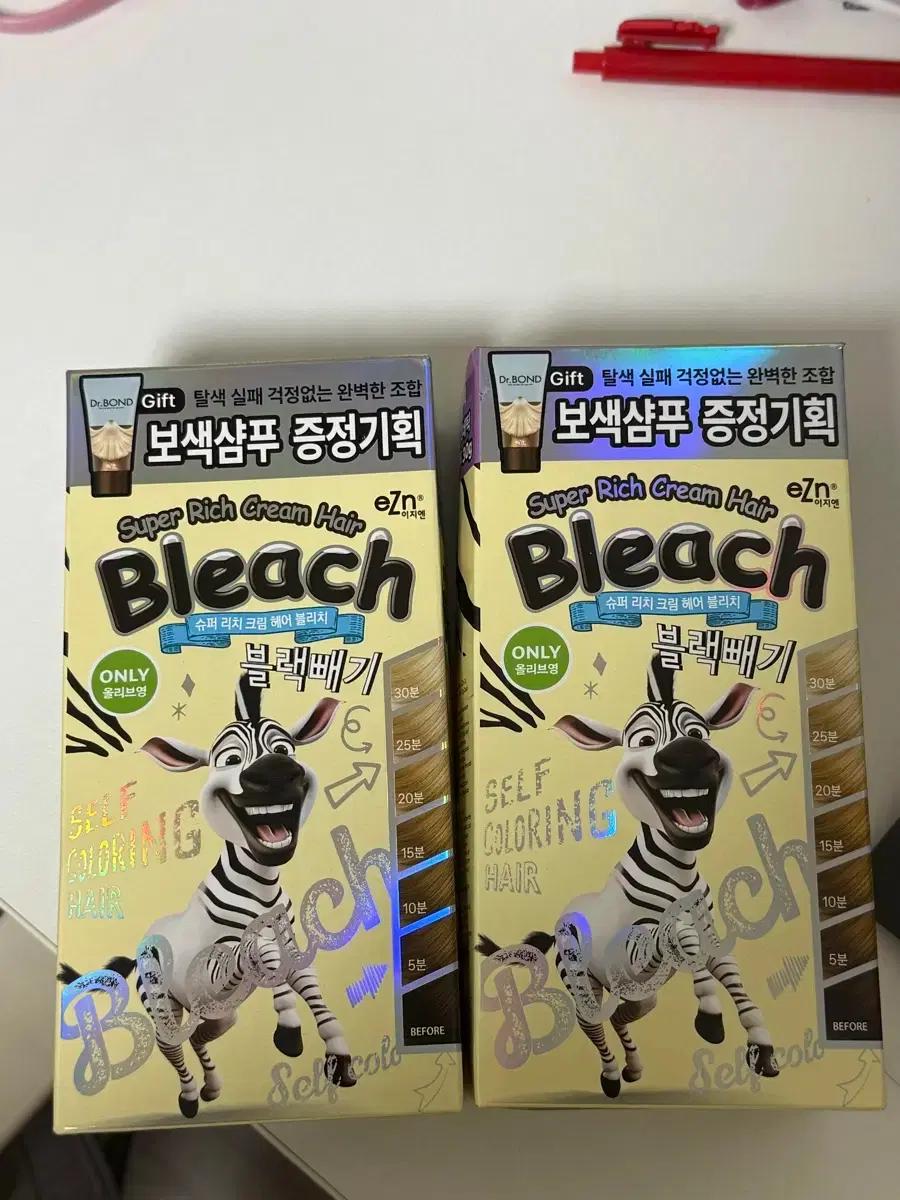 Dr.BOND
Gift
탈색 실패 걱정없는 완벽한 조합
보색샴푸 증정기획
Super Rich Cream Hair
eZn®
이지엔
Bleach
슈퍼 리치 크림 헤어 블리치
블랙빼기
ONLY
올리브영
30분
25분
20분
15분
10분
5분
BEFORE
SELF
COLORING
HAIR
Bleach
Self colo
Dr.BOND
Gift
탈색 실패 걱정없는 완벽한 조합
보색샴푸 증정기획
Super Rich Cream Hair
eZn®
이지엔
Bleach
슈퍼 리치 크림 헤어 블리치
블랙빼기
ONLY
올리브영
30분
25분
20분
15분
10분
5분
BEFORE
SELF
COLORING
HAIR
Bleach
Self colo